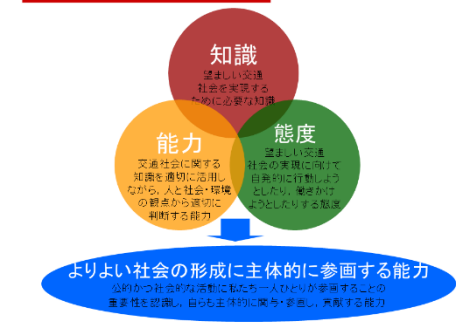 知識
望ましい交通
社会を実現する
ために必要な知識
能力
交通社会に関する
知識を適切に活用し
ながら、人と社会・環境
の観点から適切に
判断する能力
態度
望ましい交通
社会の実現に向けて
自発的に行動しよう
としたり、働きかけ
ようとしたりする態度
よりよい社会の形成に主体的に参画する能力
公的かつ社会的な活動に私たち一人ひとりが参画することの
重要性を認識し、自らも主体的に関与・参画し、貢献する能力